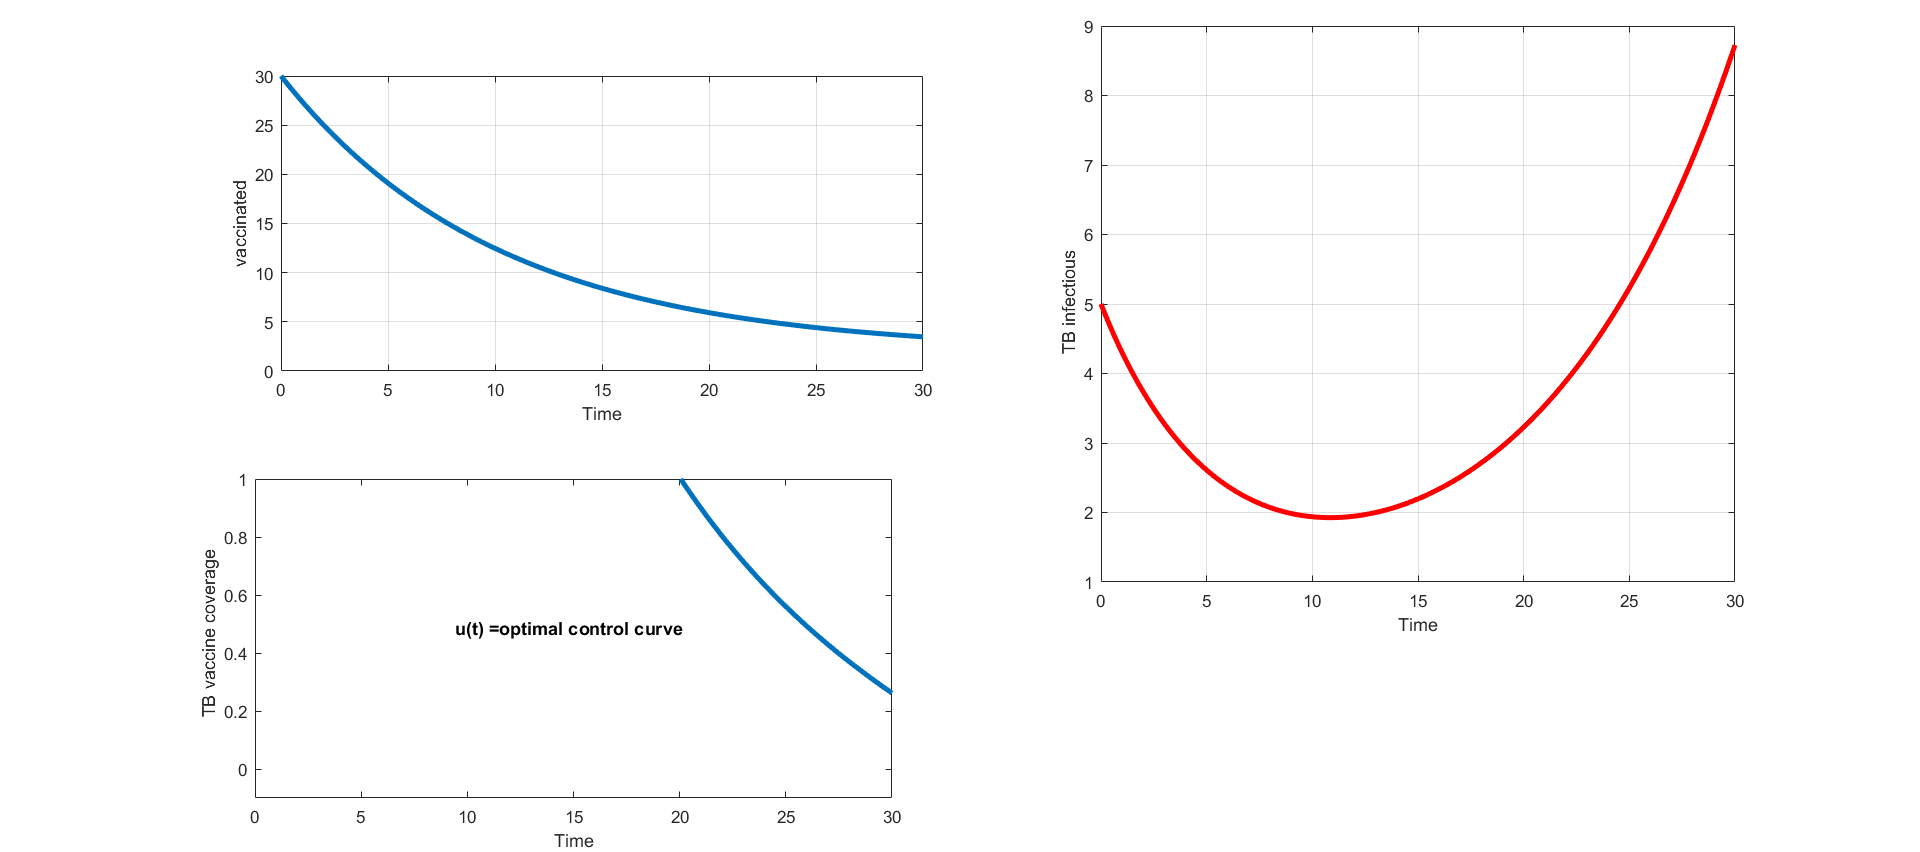 30
25
20
15
10
5
0
vaccinated
0 5 10 15 20 25 30
Time
1
0.8
0.6
0.4
0.2
0
TB vaccine coverage
u(t) =optimal control curve
0 5 10 15 20 25 30
Time
9
8
7
6
5
4
3
2
1
TB infectious
0 5 10 15 20 25 30
Time